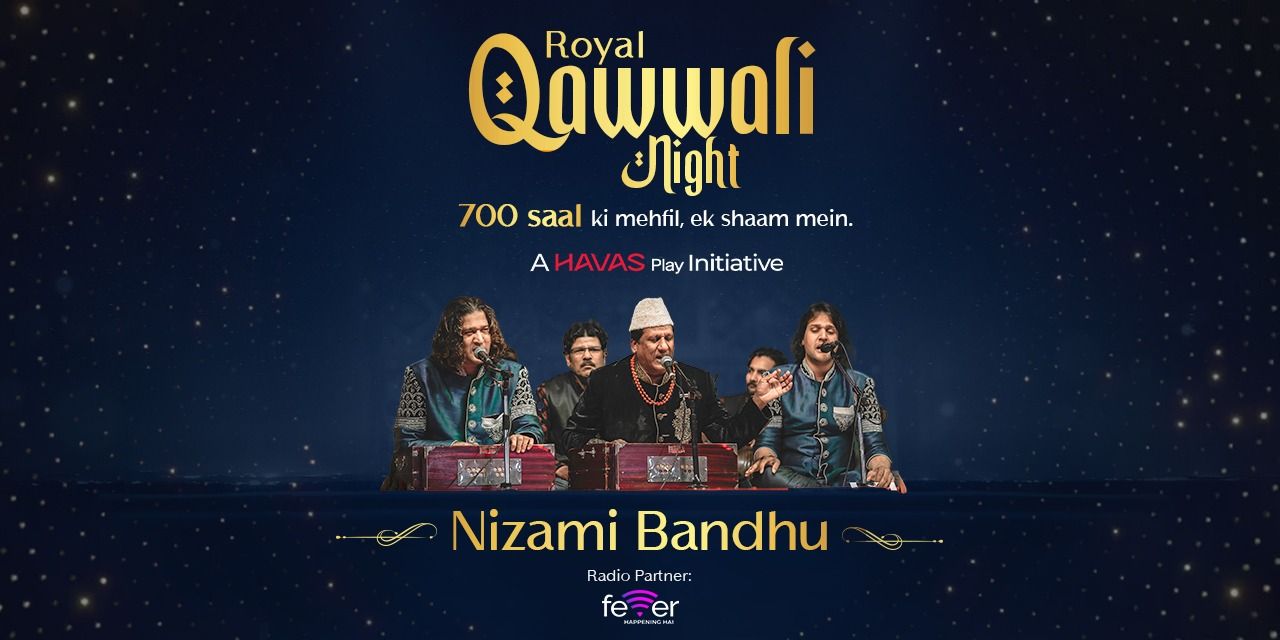 Royal
Qawwali
Night
700 saal ki mehfil, ek shaam mein.
A HAVAS Play Initiative
Nizami Bandhu
Radio Partner:
fever
HAPPENING HAI